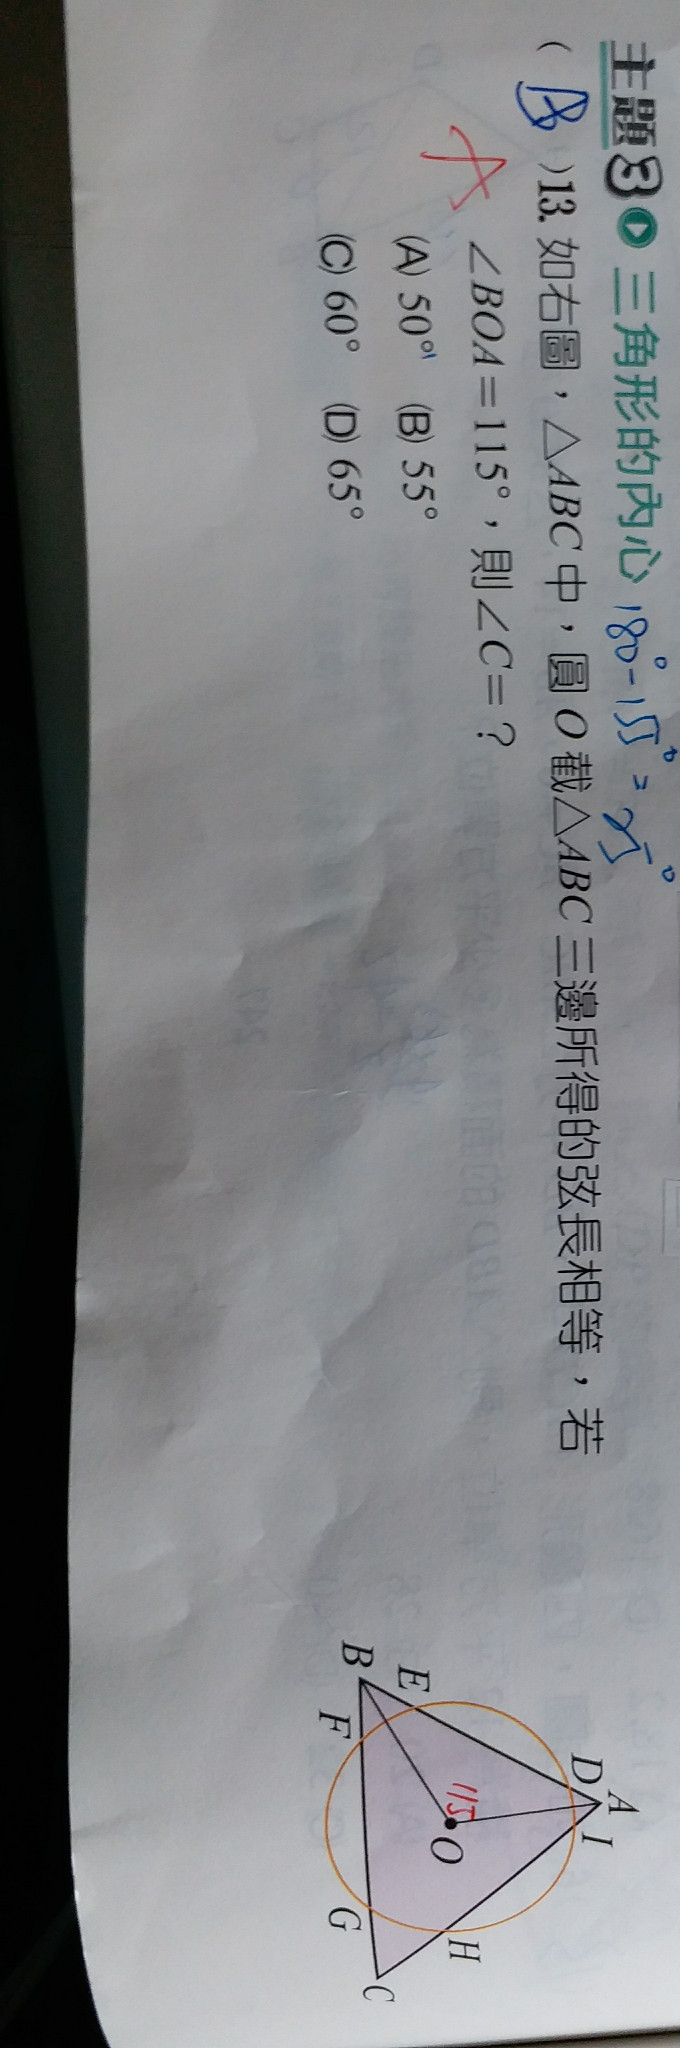 主題3 三角形的內心 180°-155°=25°
( B )13. 如右圖，△ABC中，圓O截△ABC三邊所得的弦長相等，若
A ∠BOA=115°，則∠C=？
(A) 50° (B) 55°
(C) 60° (D) 65°
A
D I
E
115
O
H
B F G C